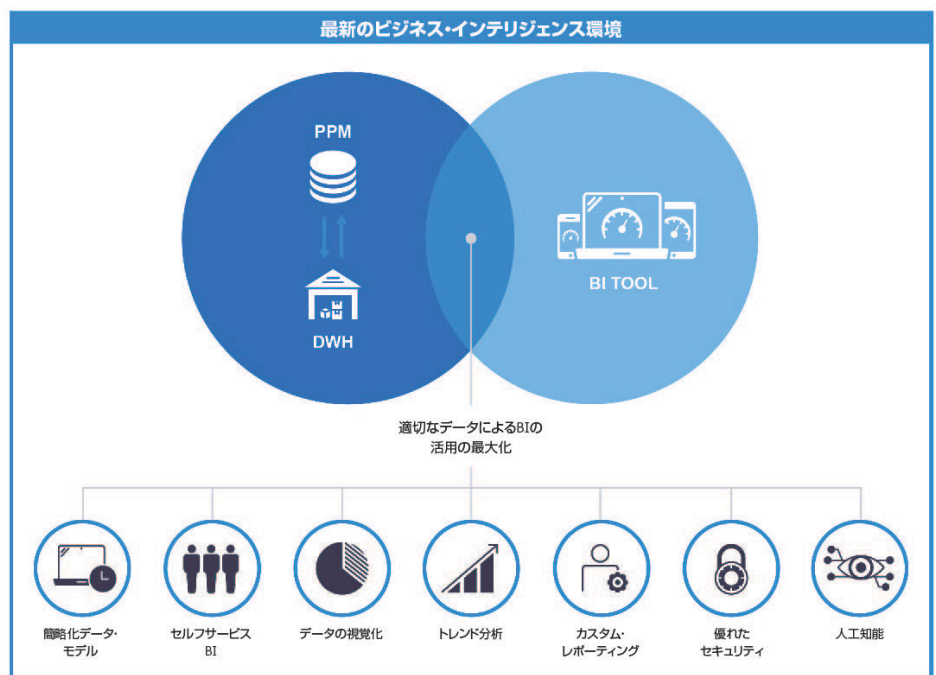 最新のビジネス・インテリジェンス環境
PPM
DWH
BI TOOL
適切なデータによるBIの
活用の最大化
簡略化データ・
モデル
セルフサービス
BI
データの視覚化
トレンド分析
カスタム・
レポーティング
優れた
セキュリティ
人工知能